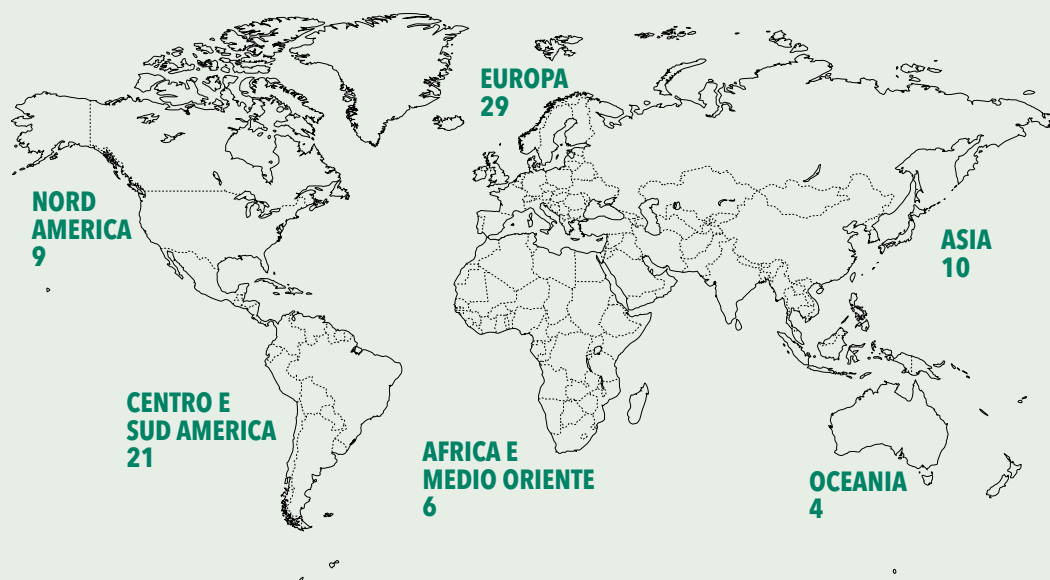 EUROPA
29
NORD
AMERICA
9
ASIA
10
CENTRO E
SUD AMERICA
21
AFRICA E
MEDIO ORIENTE
6
OCEANIA
4